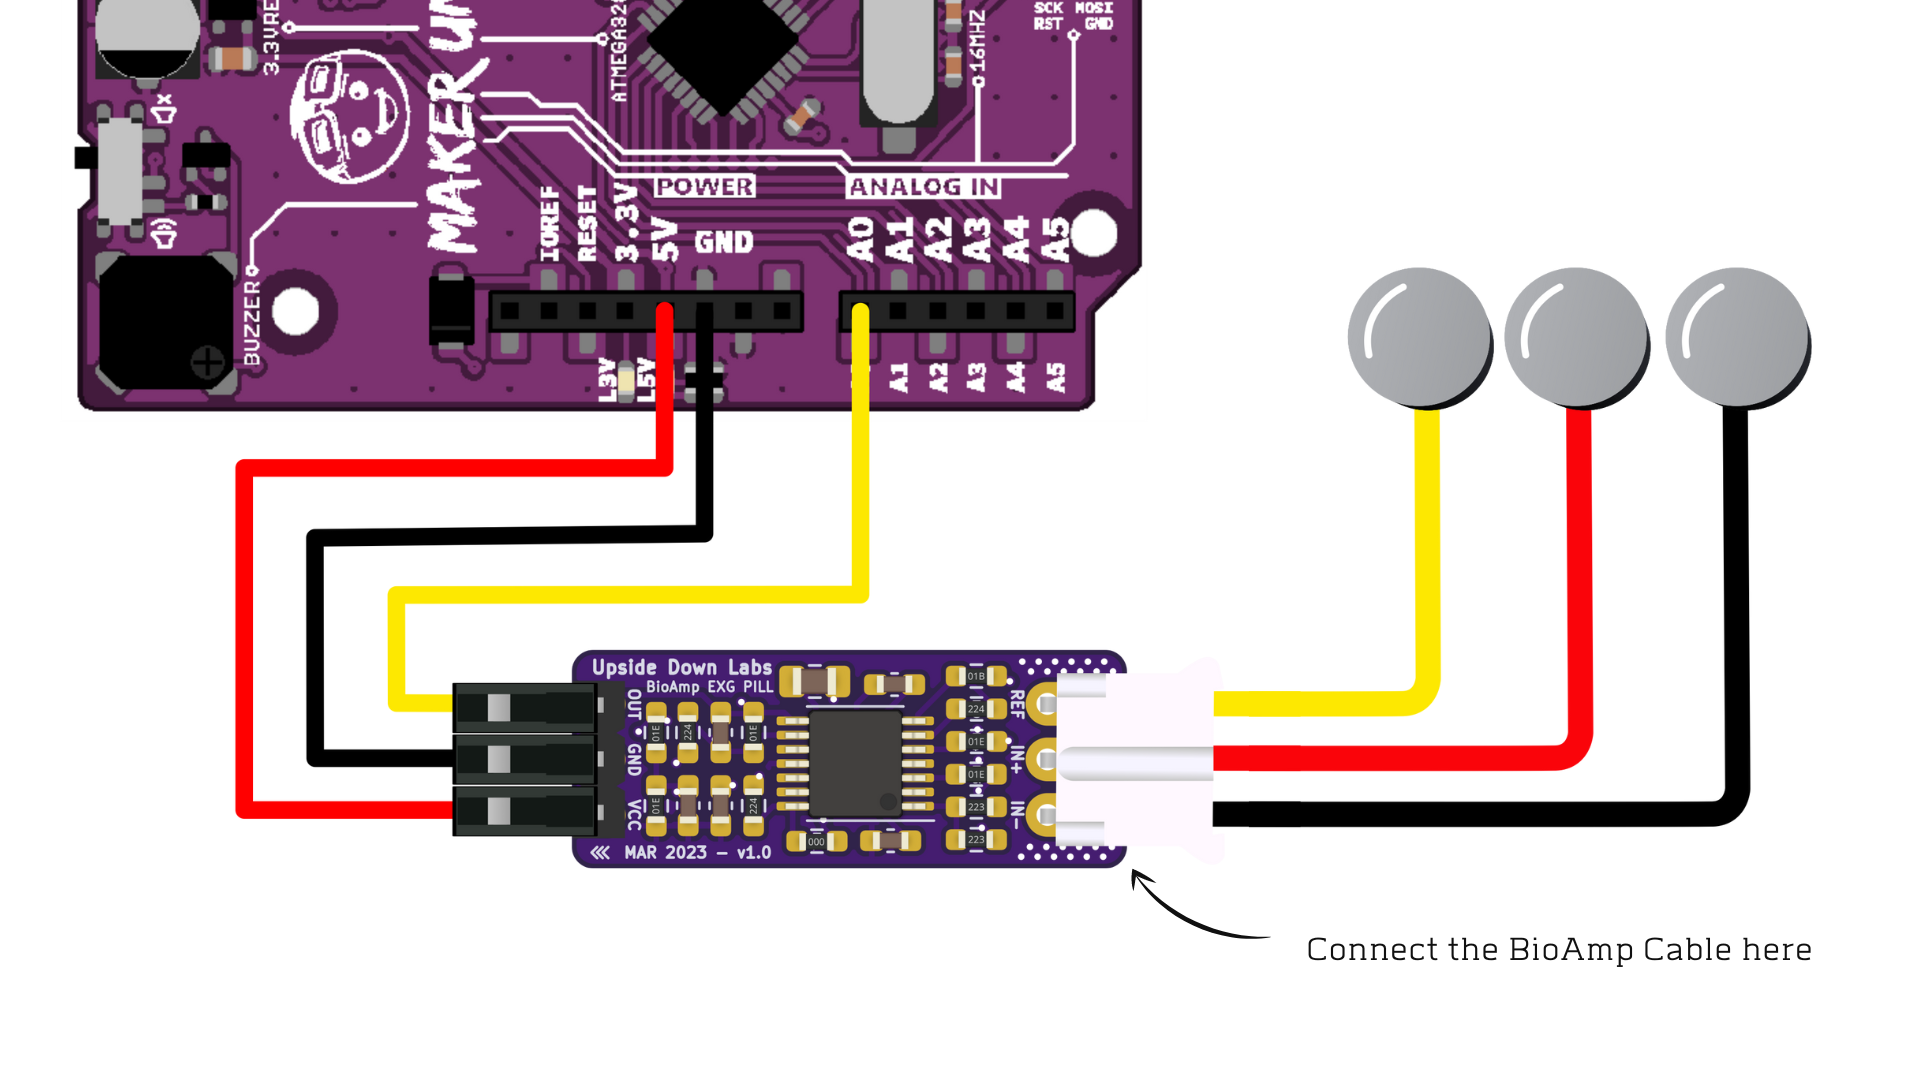 SCK MOSI
RST GND
3.3VRE
MAKER UN
ATMEGA328
16MHZ
POWER
ANALOG IN
IOREF
RESET
3.3V
5V
GND
A0
A1
A2
A3
A4
A5
BUZZER
L3V
L5V
A1
A2
A3
A4
A5
Upside Down Labs
BioAmp EXG PILL
OUT
GND
VCC
REF
IN+
IN-
01B
224
01E
01E
223
223
01E
224
01E
01E
224
000
MAR 2023 - v1.0
Connect the BioAmp Cable here